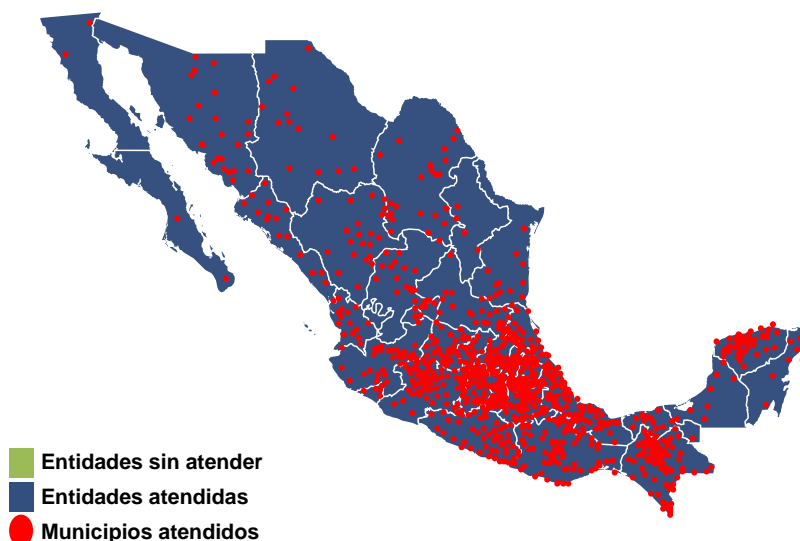 Entidades sin atender
Entidades atendidas
Municipios atendidos